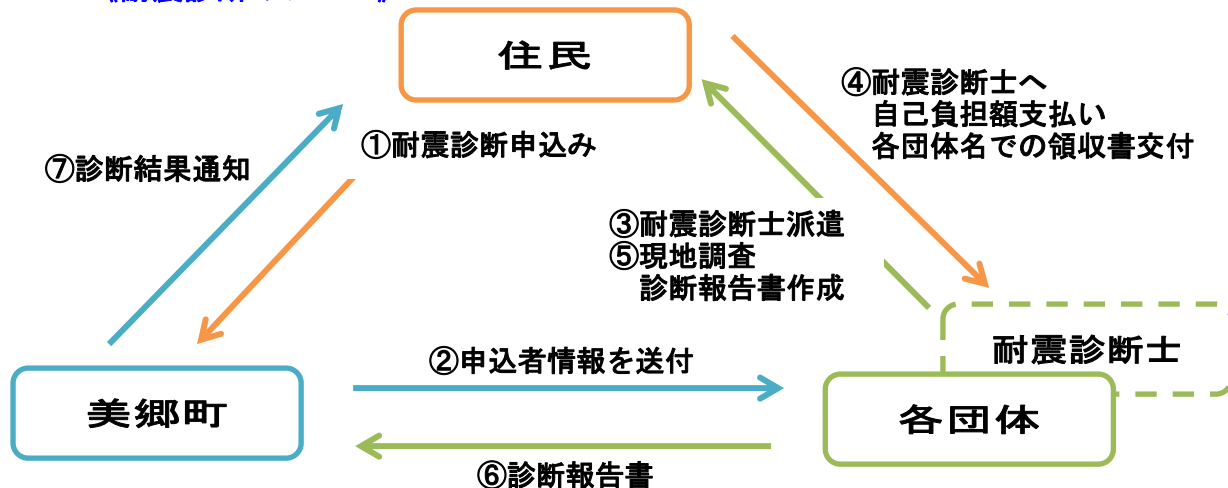 住民
④耐震診断士へ
自己負担額支払い
各団体名での領収書交付
①耐震診断申込み
⑦診断結果通知
③耐震診断士派遣
⑤現地調査
診断報告書作成
耐震診断士
②申込者情報を送付
美郷町
各団体
⑥診断報告書